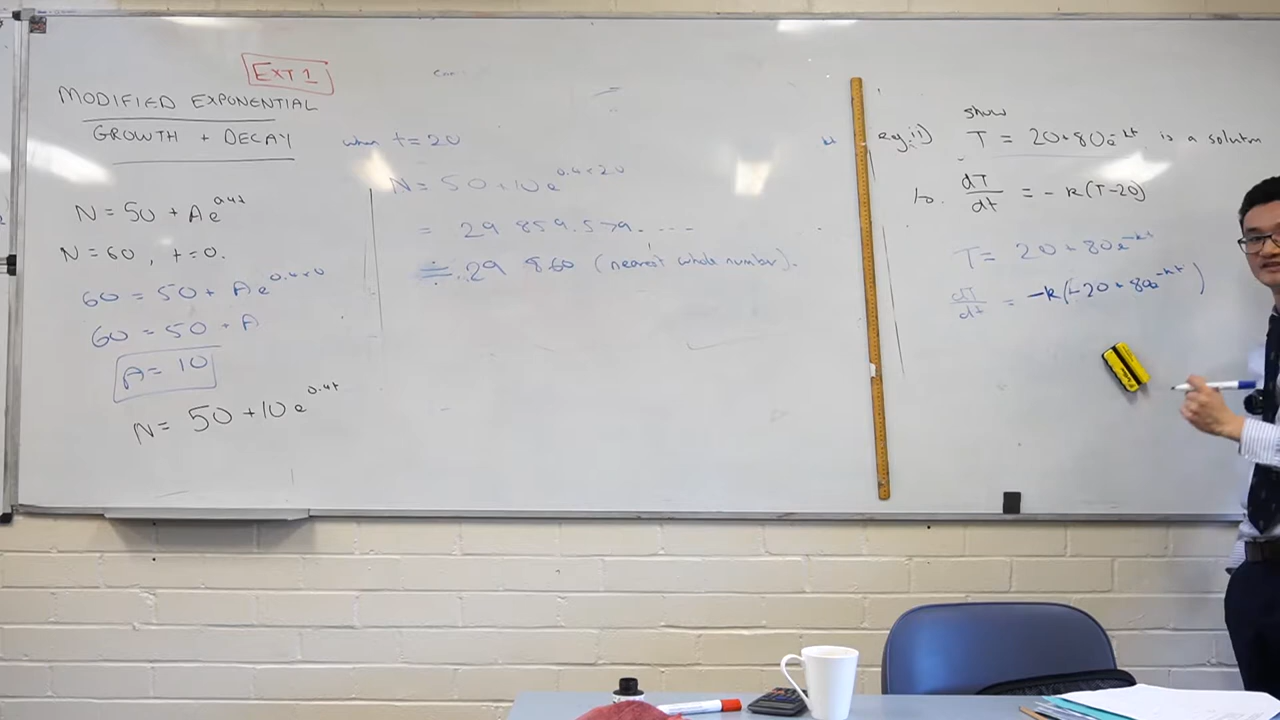 EXT 1
MODIFIED EXPONENTIAL
GROWTH + DECAY
N = 50 + Ae^0.4t
N = 60 , t = 0.
60 = 50 + Ae^0.4×0
60 = 50 + A
A = 10
N = 50 + 10e^0.4t
when t = 20
N = 50 + 10e^0.4×20
= 29 859.579.....
≐ 29 860 (nearest whole number).
show
eg.ii) T = 20+80e^-kt is a solution
to. dT/dt = -k(T-20)
T = 20+80e^-kt
dT/dt = -k(-20+80e^-kt)